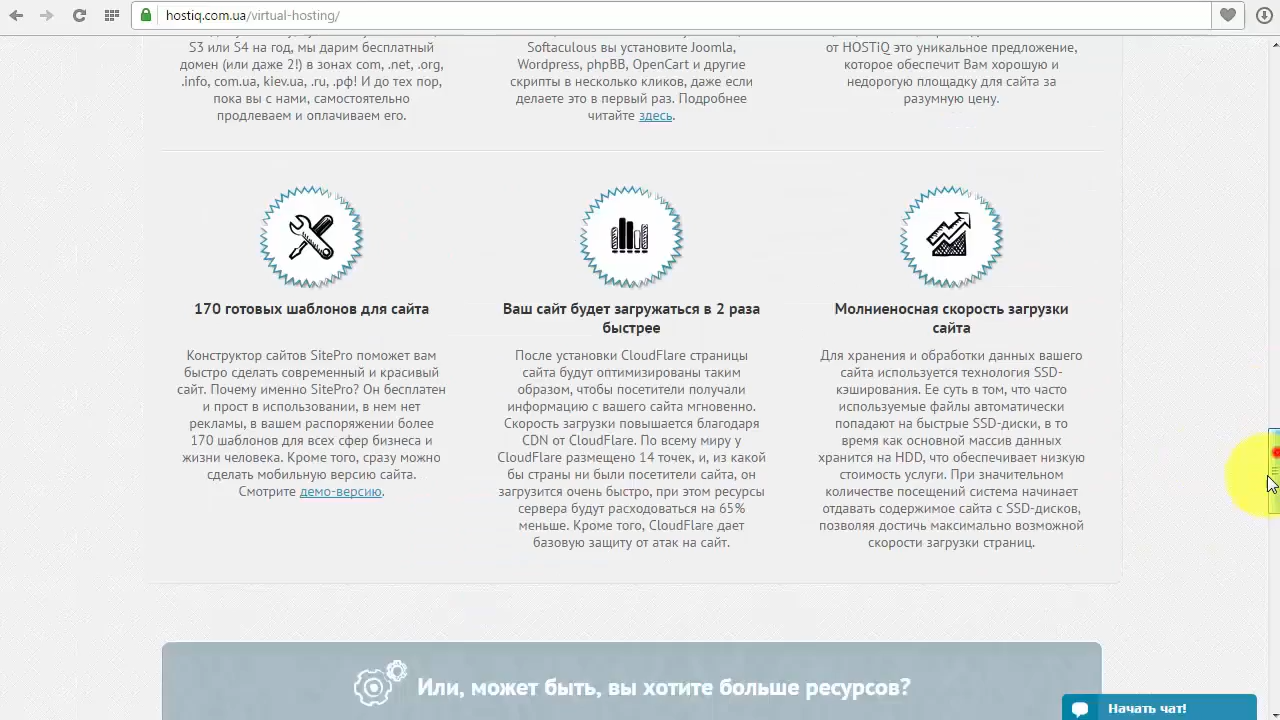 hostiq.com.ua/virtual-hosting/
S3 или S4 на год, мы дарим бесплатный
домен (или даже 2!) в зонах com, .net, .org,
.info, com.ua, kiev.ua, .ru, .рф! И до тех пор,
пока вы с нами, самостоятельно
продлеваем и оплачиваем его.
Softaculous вы установите Joomla,
Wordpress, phpBB, OpenCart и другие
скрипты в несколько кликов, даже если
делаете это в первый раз. Подробнее
читайте здесь.
от HOSTiQ это уникальное предложение,
которое обеспечит Вам хорошую и
недорогую площадку для сайта за
разумную цену.
170 готовых шаблонов для сайта
Конструктор сайтов SitePro поможет вам
быстро сделать современный и красивый
сайт. Почему именно SitePro? Он бесплатен
и прост в использовании, в нем нет
рекламы, в вашем распоряжении более
170 шаблонов для всех сфер бизнеса и
жизни человека. Кроме того, сразу можно
сделать мобильную версию сайта.
Смотрите демо-версию.
Ваш сайт будет загружаться в 2 раза
быстрее
После установки CloudFlare страницы
сайта будут оптимизированы таким
образом, чтобы посетители получали
информацию с вашего сайта мгновенно.
Скорость загрузки повышается благодаря
CDN от CloudFlare. По всему миру у
CloudFlare размещено 14 точек, и, из какой
бы страны ни были посетители сайта, он
загрузится очень быстро, при этом ресурсы
сервера будут расходоваться на 65%
меньше. Кроме того, CloudFlare дает
базовую защиту от атак на сайт.
Молниеносная скорость загрузки
сайта
Для хранения и обработки данных вашего
сайта используется технология SSD-
кэширования. Ее суть в том, что часто
используемые файлы автоматически
попадают на быстрые SSD-диски, в то
время как основной массив данных
хранится на HDD, что обеспечивает низкую
стоимость услуги. При значительном
количестве посещений система начинает
отдавать содержимое сайта с SSD-дисков,
позволяя достичь максимально возможной
скорости загрузки страниц.
Или, может быть, вы хотите больше ресурсов?
Начать чат!